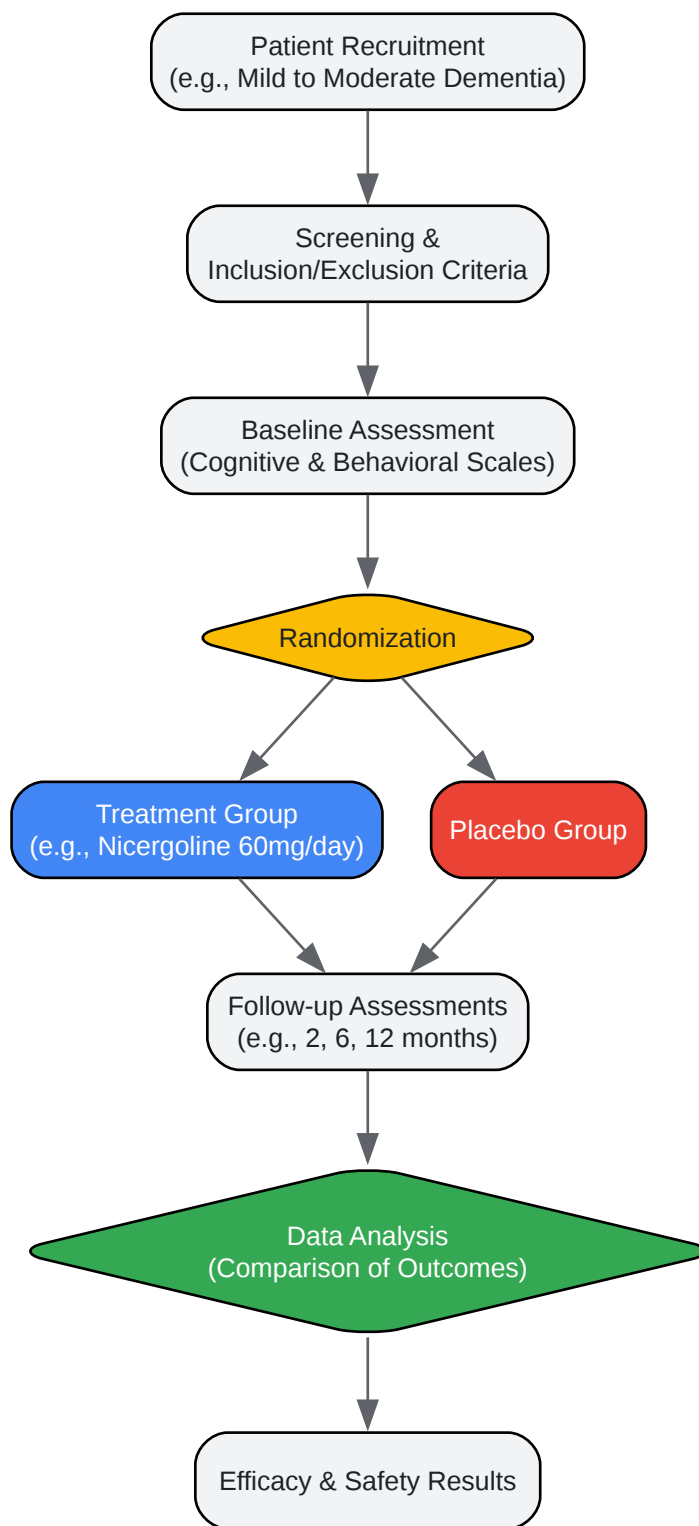 Patient Recruitment
(e.g., Mild to Moderate Dementia)
Screening &
Inclusion/Exclusion Criteria
Baseline Assessment
(Cognitive & Behavioral Scales)
Randomization
Treatment Group
(e.g., Nicergoline 60mg/day)
Placebo Group
Follow-up Assessments
(e.g., 2, 6, 12 months)
Data Analysis
(Comparison of Outcomes)
Efficacy & Safety Results